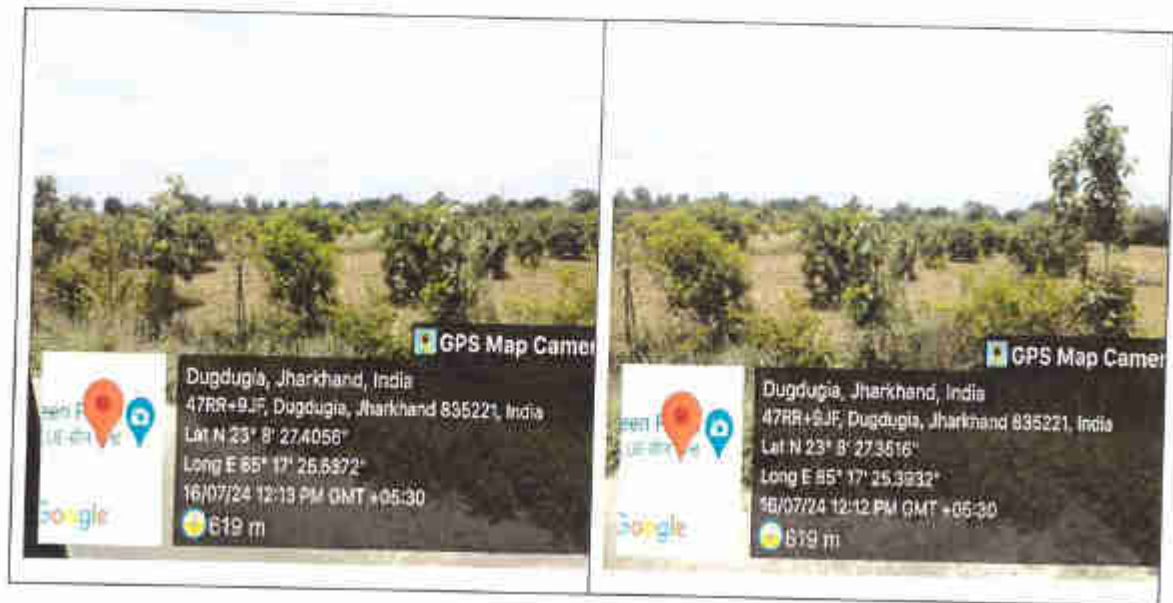 GPS Map Camer
Dugdugia, Jharkhand, India
47RR+9JF, Dugdugia, Jharkhand 835221, India
Lat N 23° 8' 27.4056"
Long E 85° 17' 25.5372"
16/07/24 12:13 PM GMT +05:30
619 m
Google
GPS Map Camer
Dugdugia, Jharkhand, India
47RR+9JF, Dugdugia, Jharkhand 835221, India
Lat N 23° 8' 27.3516"
Long E 85° 17' 25.3932"
16/07/24 12:12 PM GMT +05:30
619 m
Google